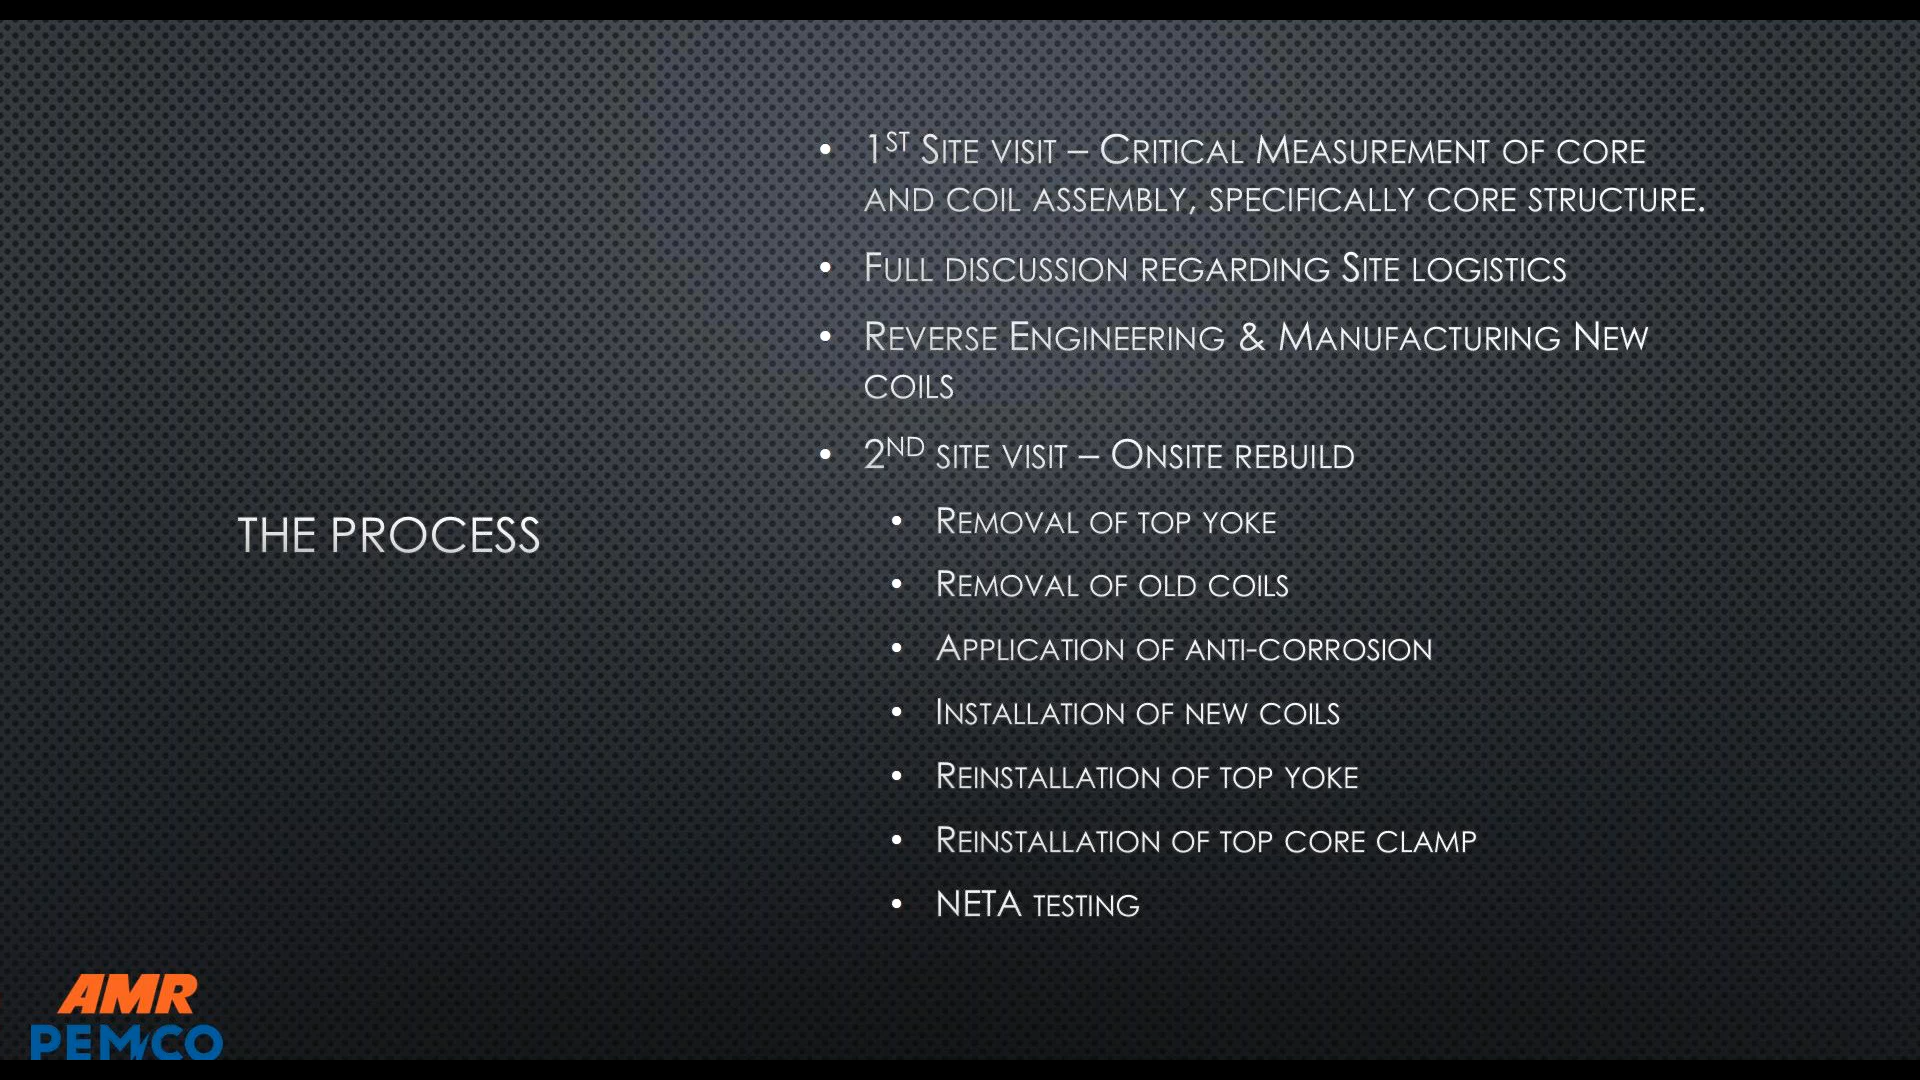 THE PROCESS
• 1ST SITE VISIT – CRITICAL MEASUREMENT OF CORE
AND COIL ASSEMBLY, SPECIFICALLY CORE STRUCTURE.
• FULL DISCUSSION REGARDING SITE LOGISTICS
• REVERSE ENGINEERING & MANUFACTURING NEW
COILS
• 2ND SITE VISIT – ONSITE REBUILD
• REMOVAL OF TOP YOKE
• REMOVAL OF OLD COILS
• APPLICATION OF ANTI-CORROSION
• INSTALLATION OF NEW COILS
• REINSTALLATION OF TOP YOKE
• REINSTALLATION OF TOP CORE CLAMP
• NETA TESTING
AMR
PEMCO